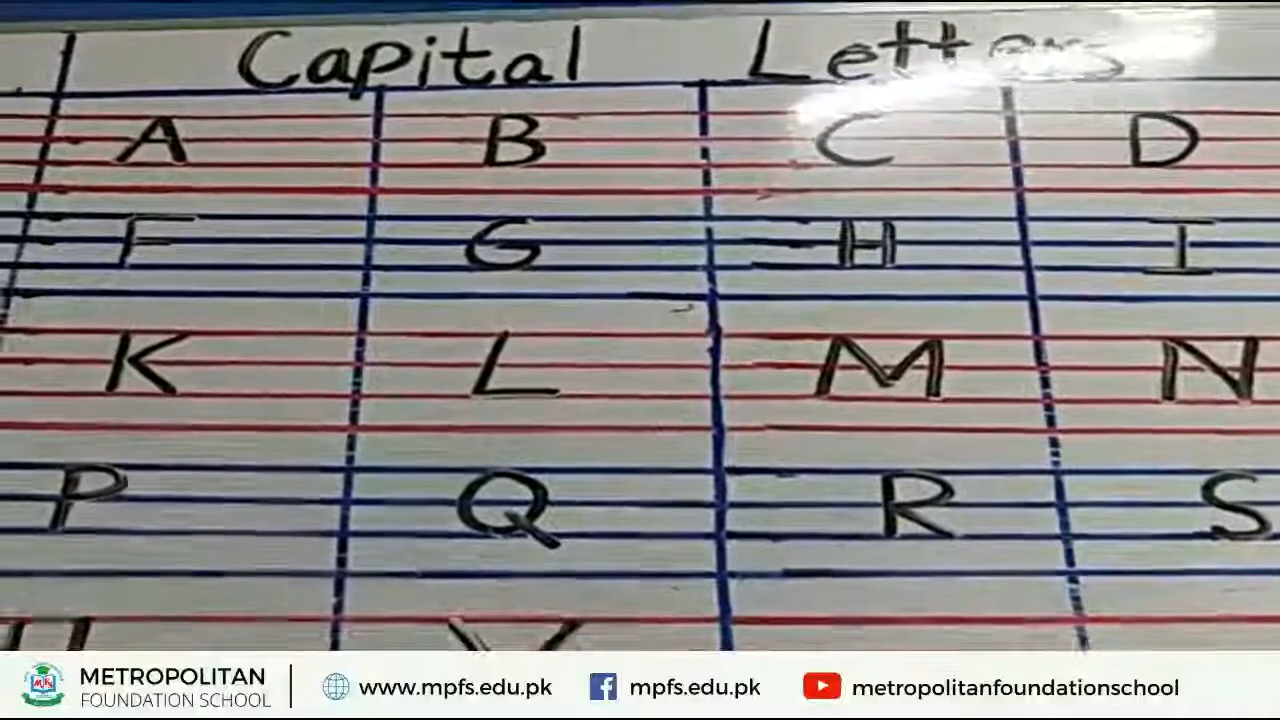 Capital Letters
A B C D
F G H I
K L M N
P Q R S
U V
METROPOLITAN
FOUNDATION SCHOOL
www.mpfs.edu.pk
mpfs.edu.pk
metropolitanfoundationschool